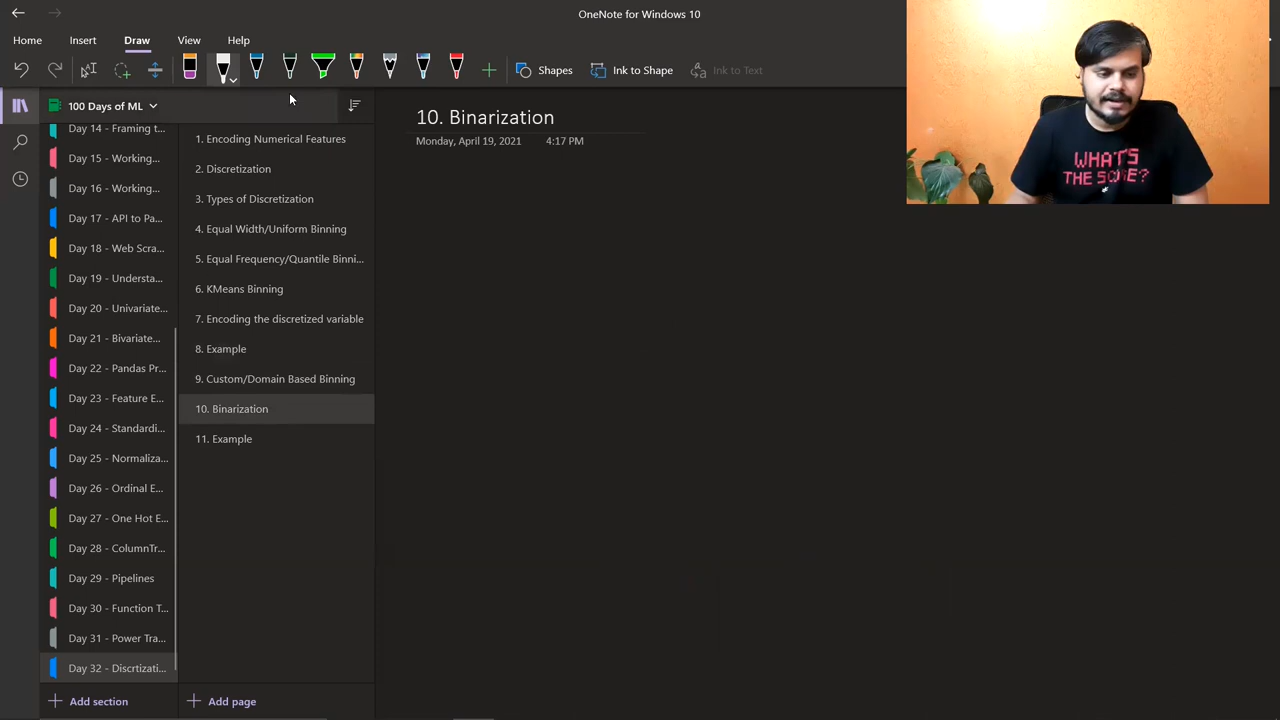 OneNote for Windows 10
Home Insert Draw View Help
Shapes Ink to Shape Ink to Text
100 Days of ML
Day 14 - Framing t...
Day 15 - Working...
Day 16 - Working...
Day 17 - API to Pa...
Day 18 - Web Scra...
Day 19 - Understa...
Day 20 - Univariate...
Day 21 - Bivariate...
Day 22 - Pandas Pr...
Day 23 - Feature E...
Day 24 - Standardi...
Day 25 - Normaliza...
Day 26 - Ordinal E...
Day 27 - One Hot E...
Day 28 - ColumnTr...
Day 29 - Pipelines
Day 30 - Function T...
Day 31 - Power Tra...
Day 32 - Discrtizati...
Add section
1. Encoding Numerical Features
2. Discretization
3. Types of Discretization
4. Equal Width/Uniform Binning
5. Equal Frequency/Quantile Binni...
6. KMeans Binning
7. Encoding the discretized variable
8. Example
9. Custom/Domain Based Binning
10. Binarization
11. Example
Add page
10. Binarization
Monday, April 19, 2021 4:17 PM
WHAT'S
THE SCORE?